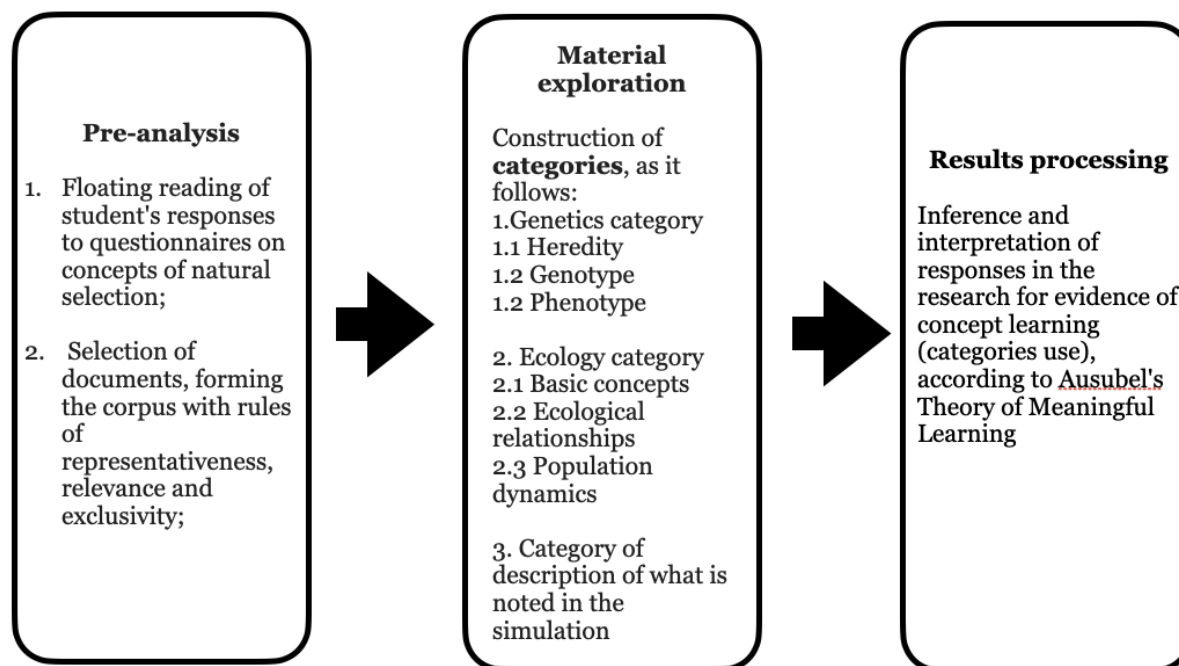 Pre-analysis
1. Floating reading of
student's responses
to questionnaires on
concepts of natural
selection;
2. Selection of
documents, forming
the corpus with rules
of
representativeness,
relevance and
exclusivity;
Material
exploration
Construction of
categories, as it
follows:
1.Genetics category
1.1 Heredity
1.2 Genotype
1.2 Phenotype
2. Ecology category
2.1 Basic concepts
2.2 Ecological
relationships
2.3 Population
dynamics
3. Category of
description of what is
noted in the
simulation
Results processing
Inference and
interpretation of
responses in the
research for evidence of
concept learning
(categories use),
according to Ausubel's
Theory of Meaningful
Learning